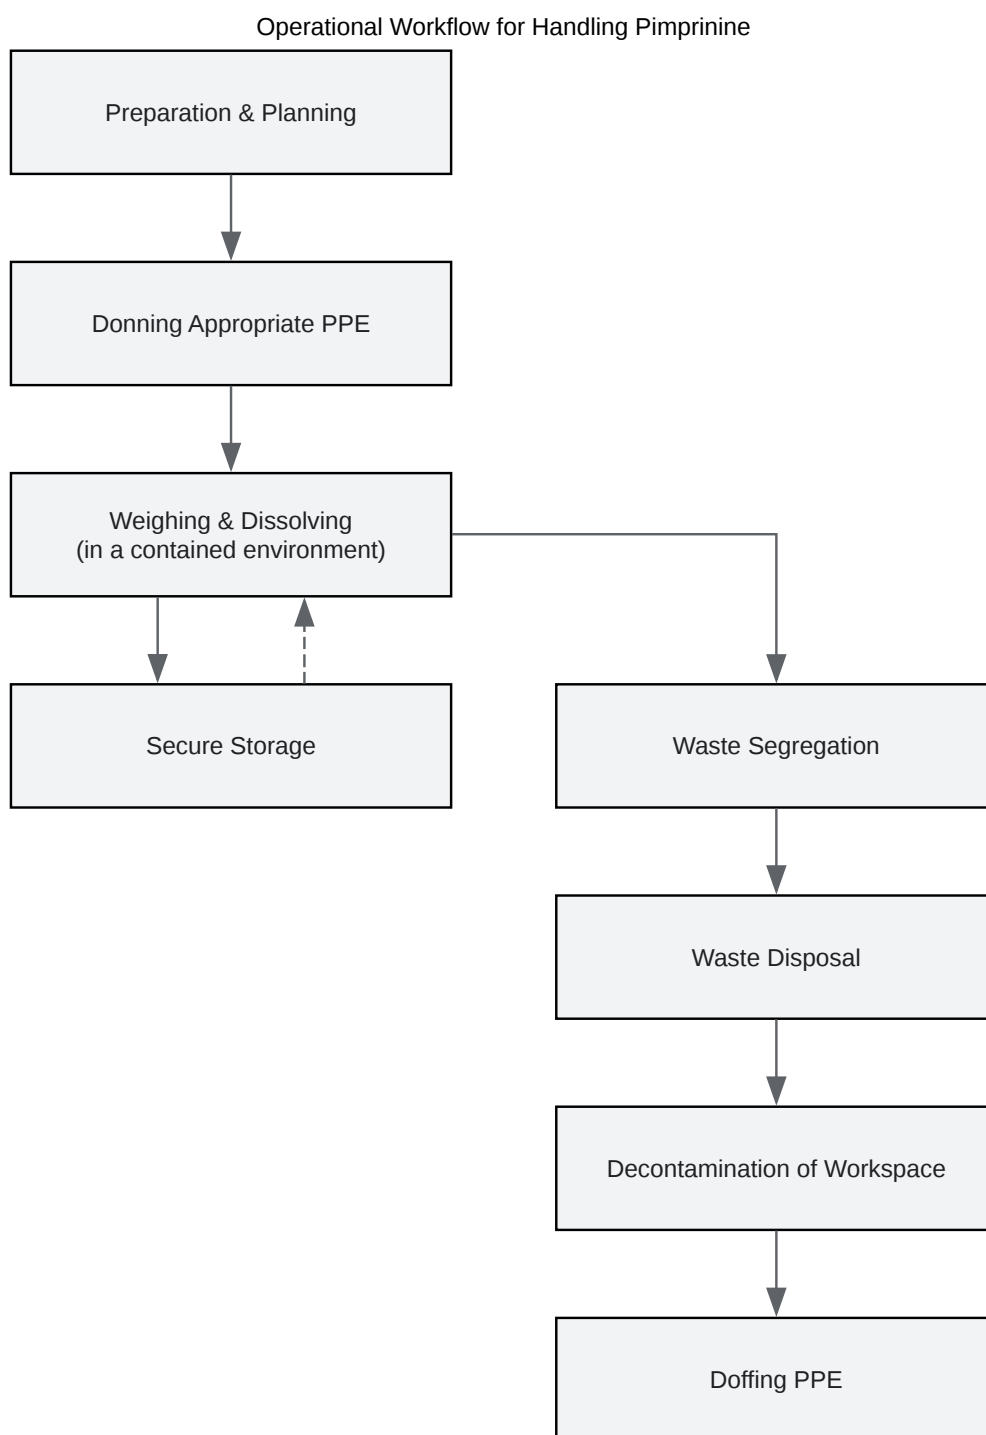 Operational Workflow for Handling Pimprinine
Preparation & Planning
Donning Appropriate PPE
Weighing & Dissolving
(in a contained environment)
Secure Storage
Waste Segregation
Waste Disposal
Decontamination of Workspace
Doffing PPE